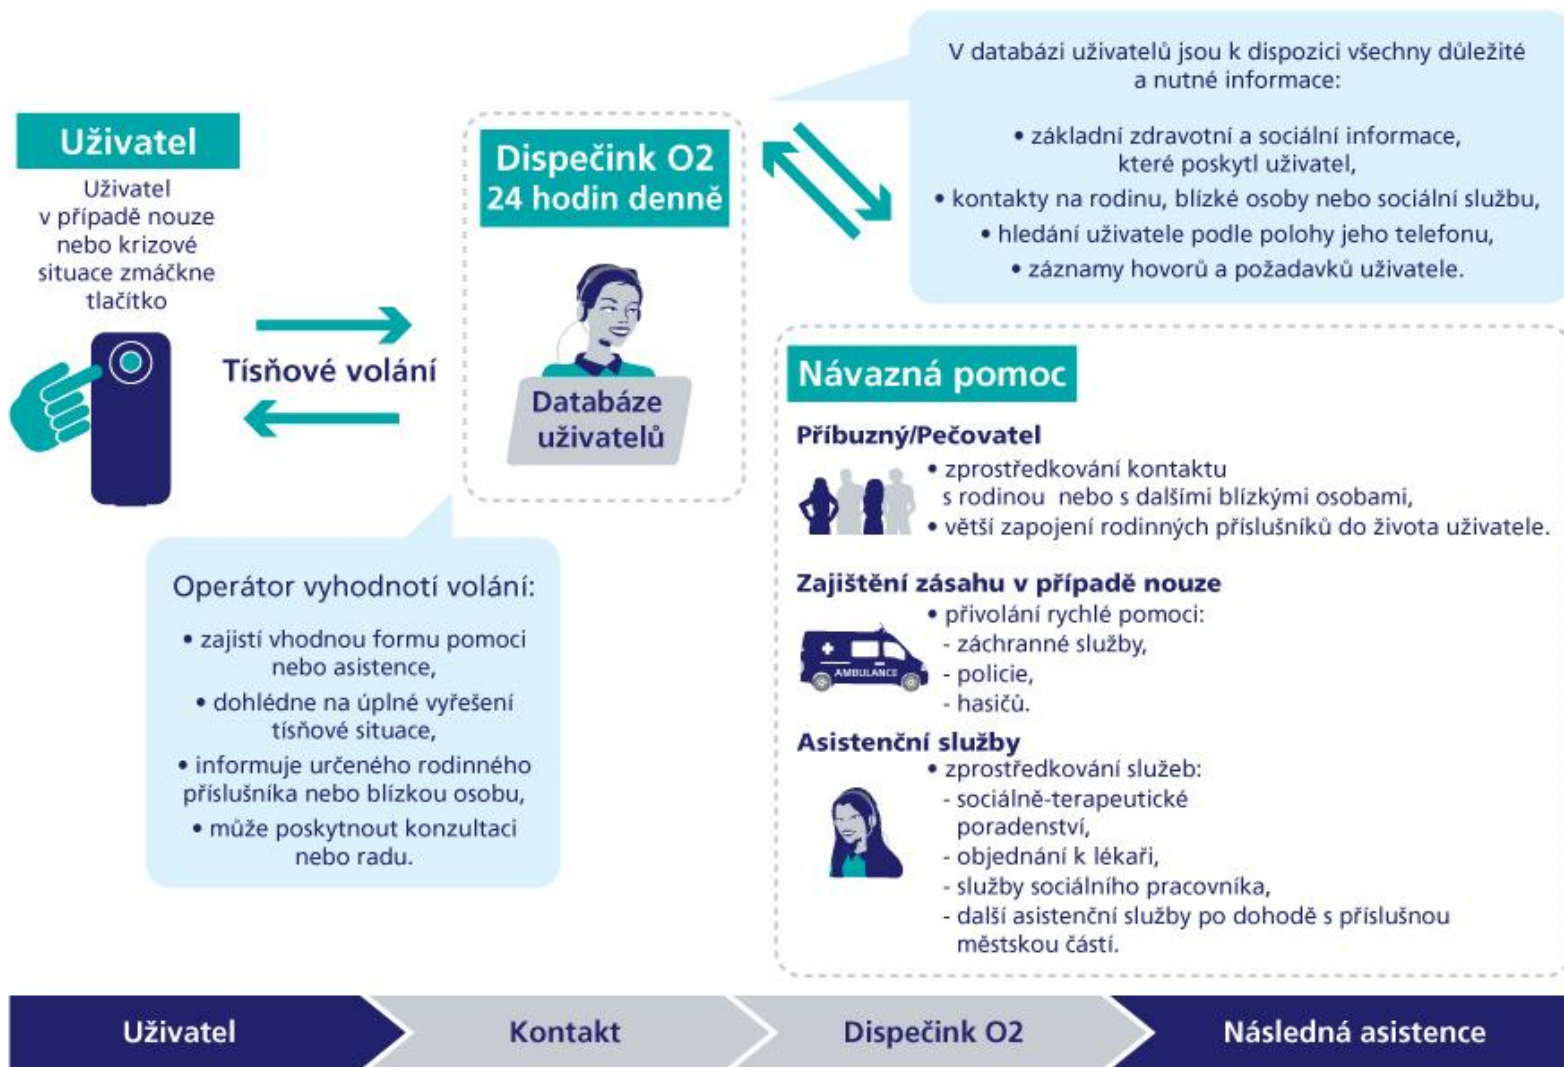 Uživatel
Uživatel
v případě nouze
nebo krizové
situace zmáčkne
tlačítko
Tísňové volání
Dispečink O2
24 hodin denně
Databáze
uživatelů
V databázi uživatelů jsou k dispozici všechny důležité
a nutné informace:
• základní zdravotní a sociální informace,
které poskytl uživatel,
• kontakty na rodinu, blízké osoby nebo sociální službu,
• hledání uživatele podle polohy jeho telefonu,
• záznamy hovorů a požadavků uživatele.
Operátor vyhodnotí volání:
• zajistí vhodnou formu pomoci
nebo asistence,
• dohlédne na úplné vyřešení
tísňové situace,
• informuje určeného rodinného
příslušníka nebo blízkou osobu,
• může poskytnout konzultaci
nebo radu.
Návazná pomoc
Příbuzný/Pečovatel
• zprostředkování kontaktu
s rodinou nebo s dalšími blízkými osobami,
• větší zapojení rodinných příslušníků do života uživatele.
Zajištění zásahu v případě nouze
• přivolání rychlé pomoci:
- záchranné služby,
- policie,
- hasičů.
AMBULANCE
Asistenční služby
• zprostředkování služeb:
- sociálně-terapeutické
poradenství,
- objednání k lékaři,
- služby sociálního pracovníka,
- další asistenční služby po dohodě s příslušnou
městskou částí.
Uživatel
Kontakt
Dispečink O2
Následná asistence